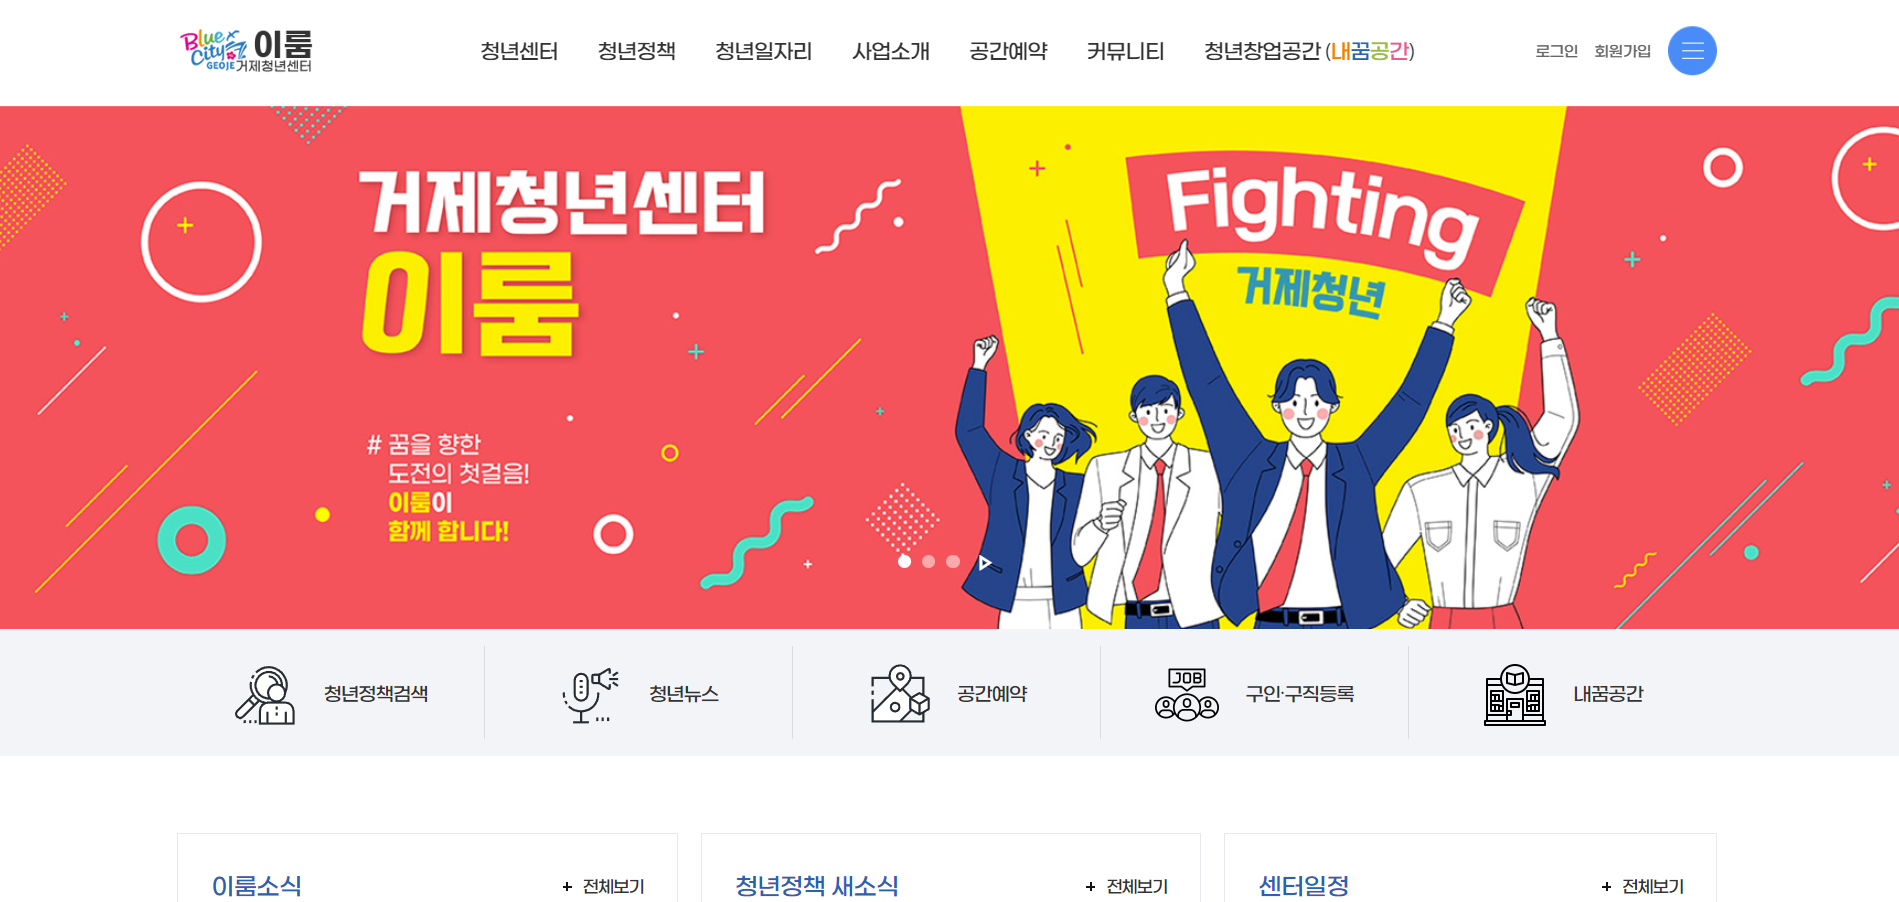 Blue City GEOJE 이룸
거제청년센터
청년센터 청년정책 청년일자리 사업소개 공간예약 커뮤니티 청년창업공간 (내꿈공간)
로그인 회원가입
거제청년센터
이룸
# 꿈을 향한
도전의 첫걸음!
이룸이
함께 합니다!
Fighting
거제청년
청년정책검색
청년뉴스
공간예약
JOB
구인·구직등록
내꿈공간
이룸소식
+ 전체보기
청년정책 새소식
+ 전체보기
센터일정
+ 전체보기